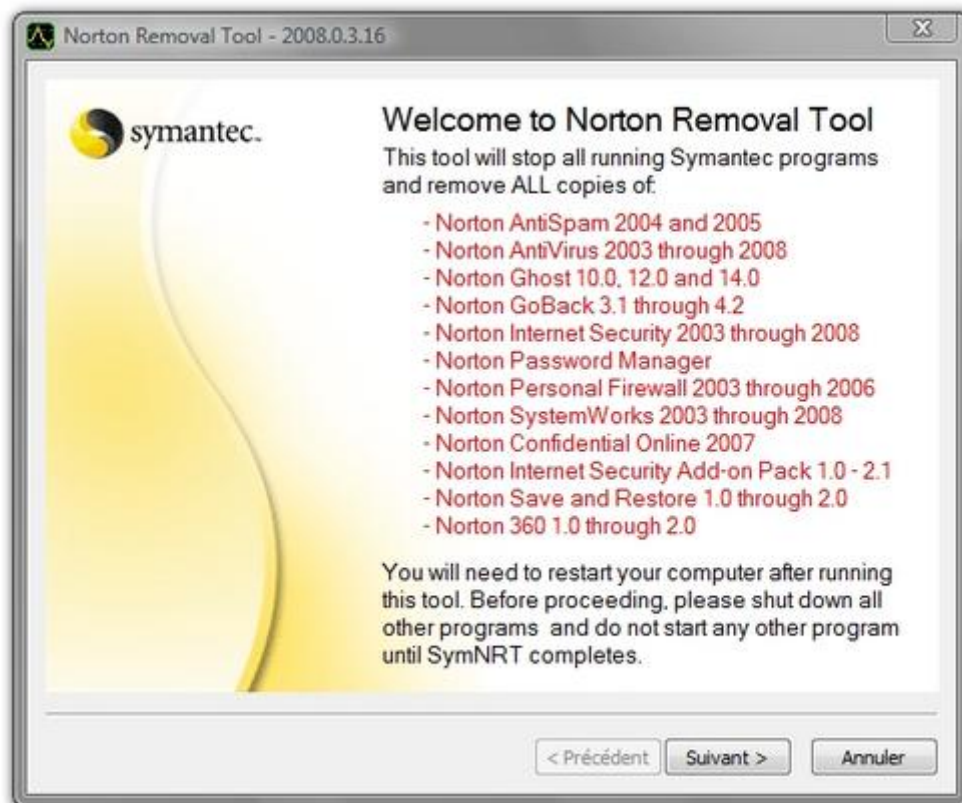 Norton Removal Tool - 2008.0.3.16
symantec.
Welcome to Norton Removal Tool
This tool will stop all running Symantec programs
and remove ALL copies of:
- Norton AntiSpam 2004 and 2005
- Norton AntiVirus 2003 through 2008
- Norton Ghost 10.0, 12.0 and 14.0
- Norton GoBack 3.1 through 4.2
- Norton Internet Security 2003 through 2008
- Norton Password Manager
- Norton Personal Firewall 2003 through 2006
- Norton SystemWorks 2003 through 2008
- Norton Confidential Online 2007
- Norton Internet Security Add-on Pack 1.0 - 2.1
- Norton Save and Restore 1.0 through 2.0
- Norton 360 1.0 through 2.0
You will need to restart your computer after running
this tool. Before proceeding, please shut down all
other programs and do not start any other program
until SymNRT completes.
< Précédent Suivant > Annuler